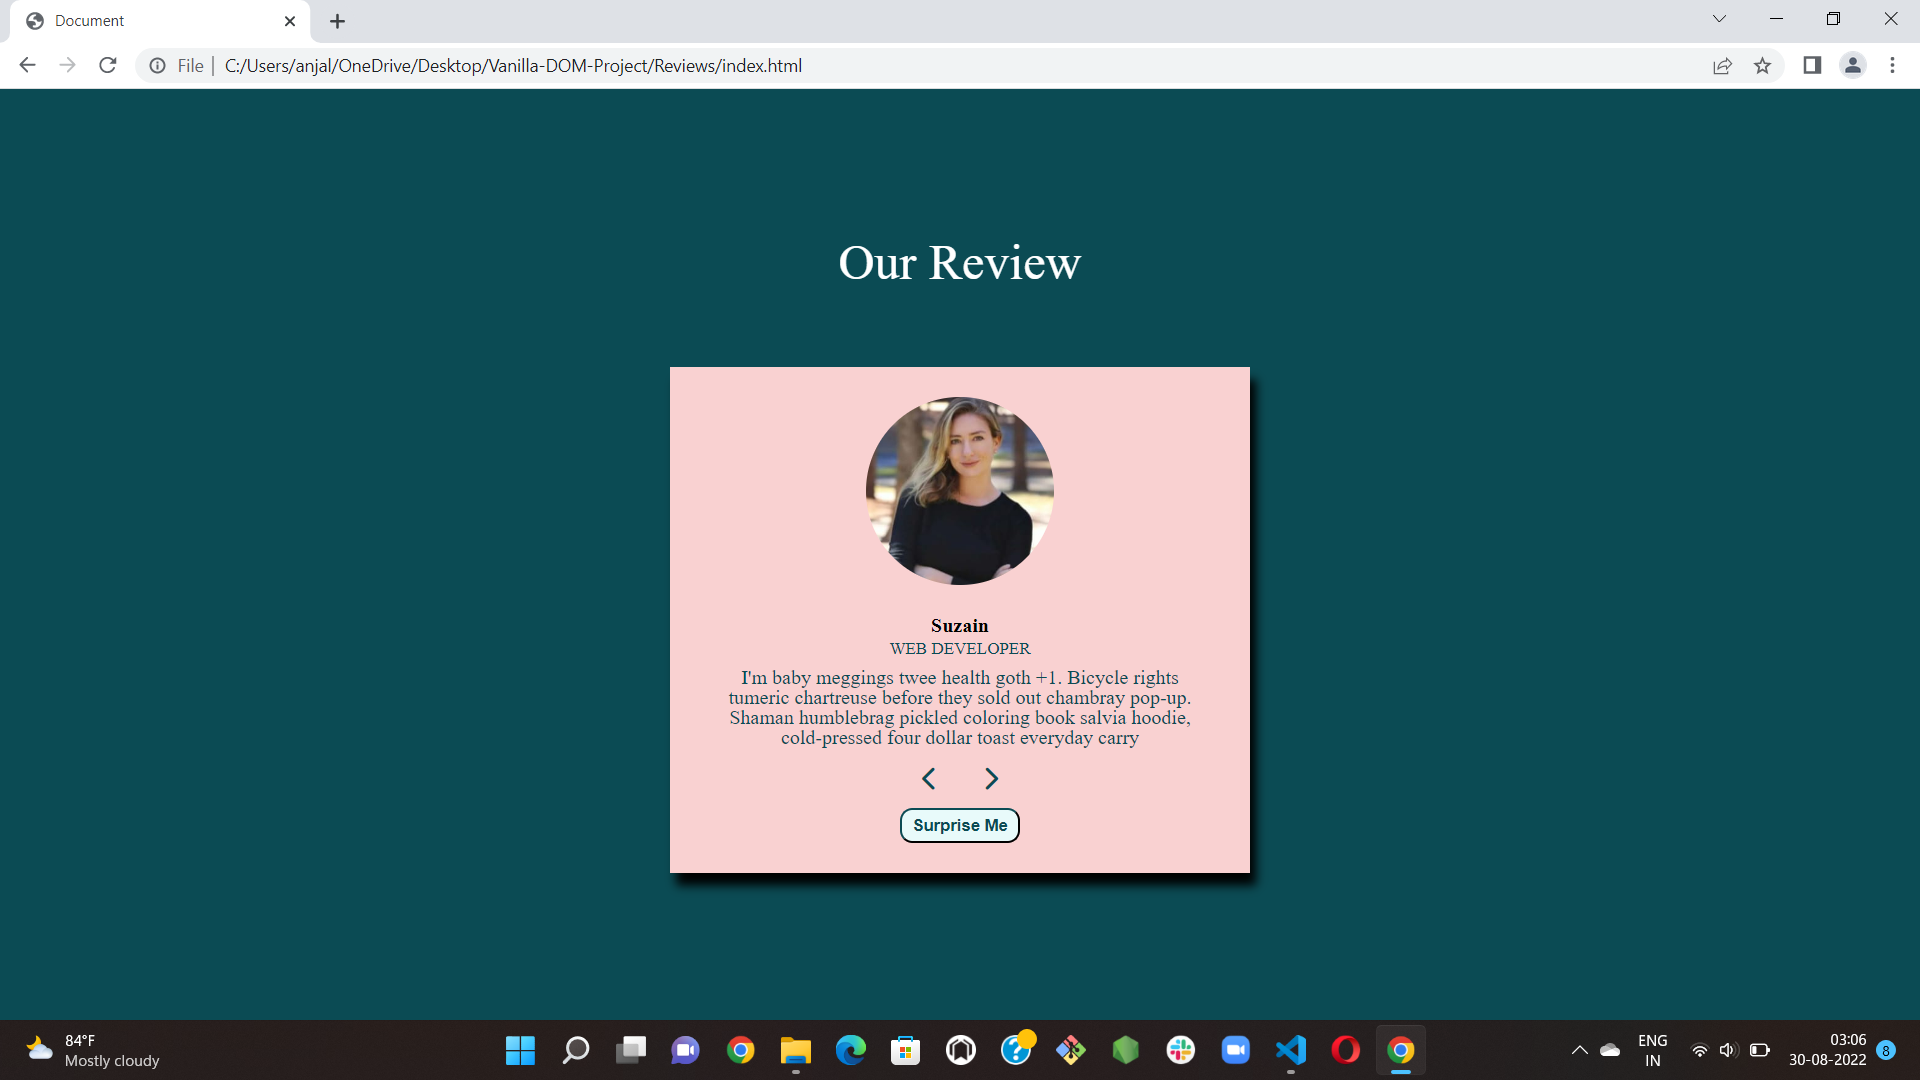 Document
File
C:/Users/anjal/OneDrive/Desktop/Vanilla-DOM-Project/Reviews/index.html
Our Review
Suzain
WEB DEVELOPER
I'm baby meggings twee health goth +1. Bicycle rights
tumeric chartreuse before they sold out chambray pop-up.
Shaman humblebrag pickled coloring book salvia hoodie,
cold-pressed four dollar toast everyday carry
Surprise Me
84°F
Mostly cloudy
ENG
IN
03:06
30-08-2022
8